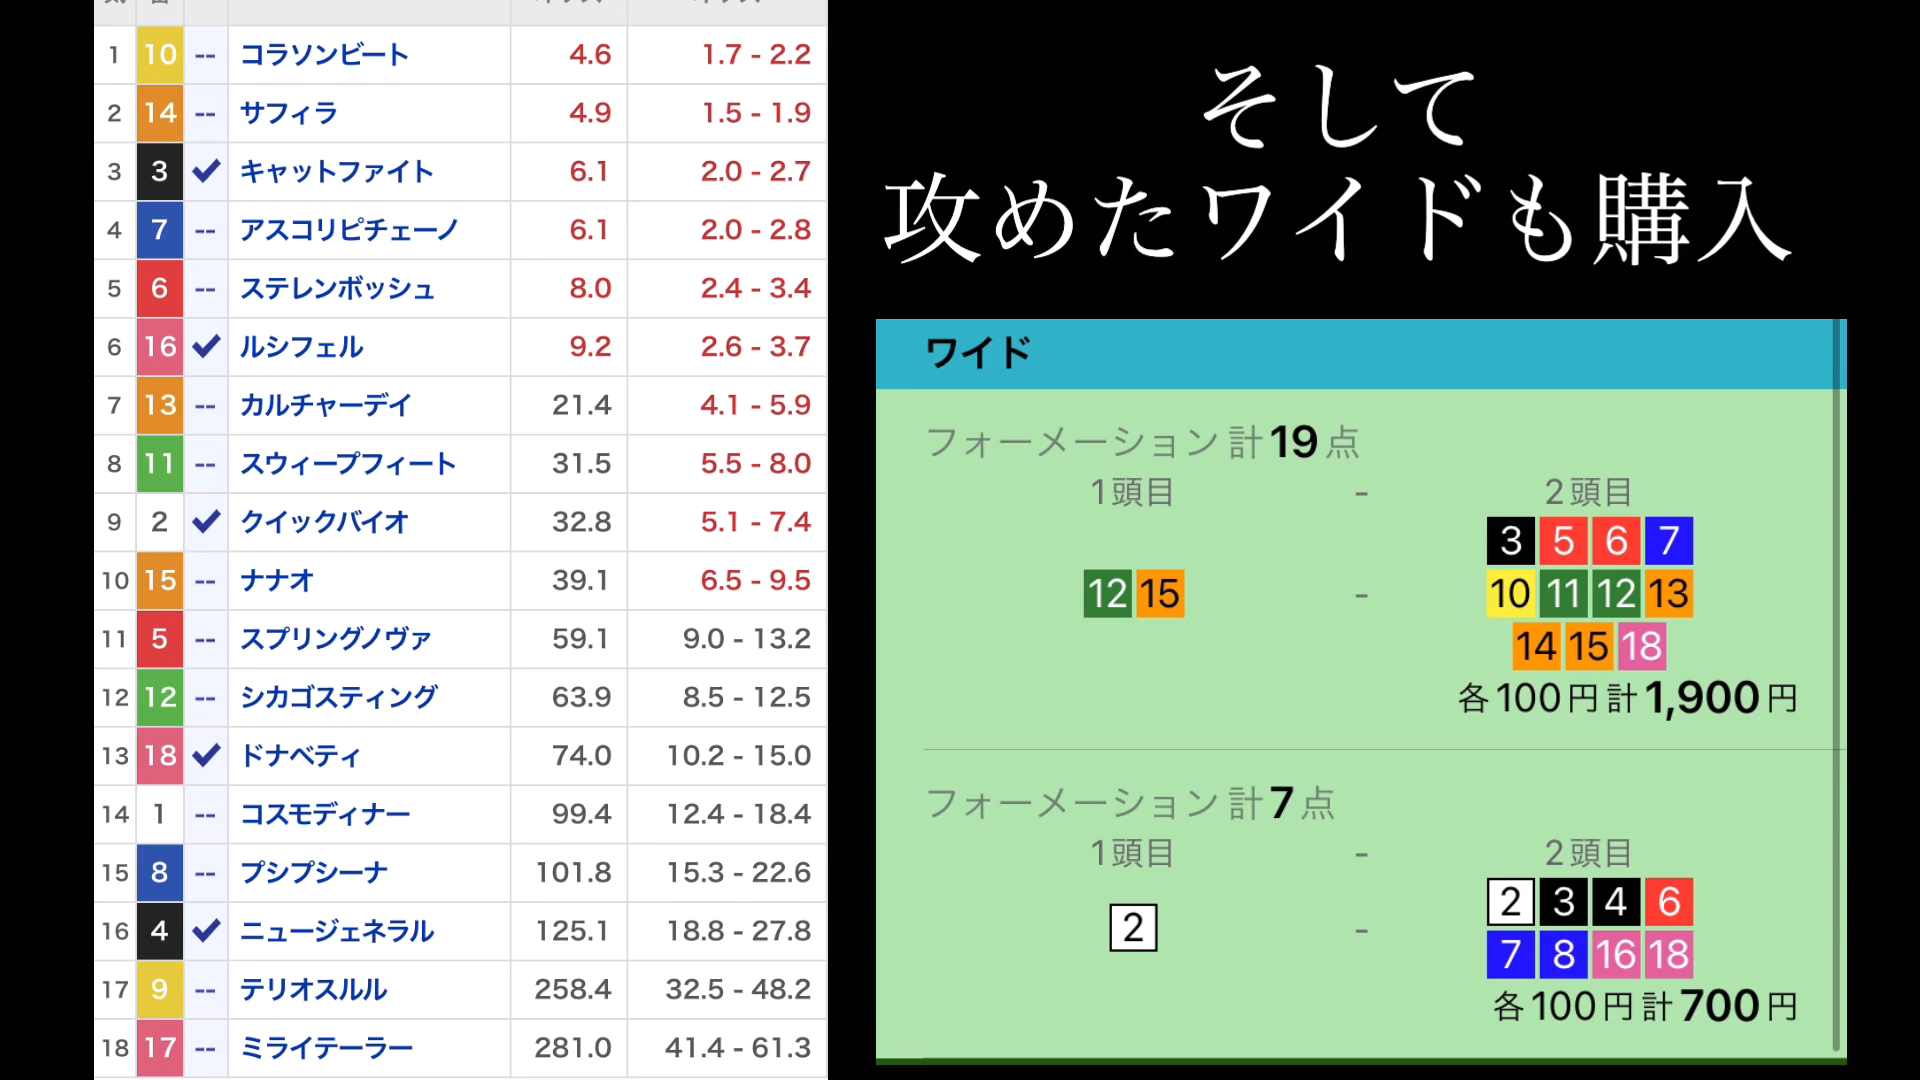 1 10 -- コラソンビート 4.6 1.7 - 2.2
2 14 -- サフィラ 4.9 1.5 - 1.9
3 3 ✔ キャットファイト 6.1 2.0 - 2.7
4 7 -- アスコリピチェーノ 6.1 2.0 - 2.8
5 6 -- ステレンボッシュ 8.0 2.4 - 3.4
6 16 ✔ ルシフェル 9.2 2.6 - 3.7
7 13 -- カルチャーデイ 21.4 4.1 - 5.9
8 11 -- スウィープフィート 31.5 5.5 - 8.0
9 2 ✔ クイックバイオ 32.8 5.1 - 7.4
10 15 -- ナナオ 39.1 6.5 - 9.5
11 5 -- スプリングノヴァ 59.1 9.0 - 13.2
12 12 -- シカゴスティング 63.9 8.5 - 12.5
13 18 ✔ ドナベティ 74.0 10.2 - 15.0
14 1 -- コスモディナー 99.4 12.4 - 18.4
15 8 -- プシプシーナ 101.8 15.3 - 22.6
16 4 ✔ ニュージェネラル 125.1 18.8 - 27.8
17 9 -- テリオスルル 258.4 32.5 - 48.2
18 17 -- ミライテーラー 281.0 41.4 - 61.3
そして
攻めたワイドも購入
ワイド
フォーメーション 計19点
1頭目 - 2頭目
3 5 6 7
12 15 - 10 11 12 13
14 15 18
各100円 計1,900円
フォーメーション 計7点
1頭目 - 2頭目
2 3 4 6
2 -
7 8 16 18
各100円 計700円